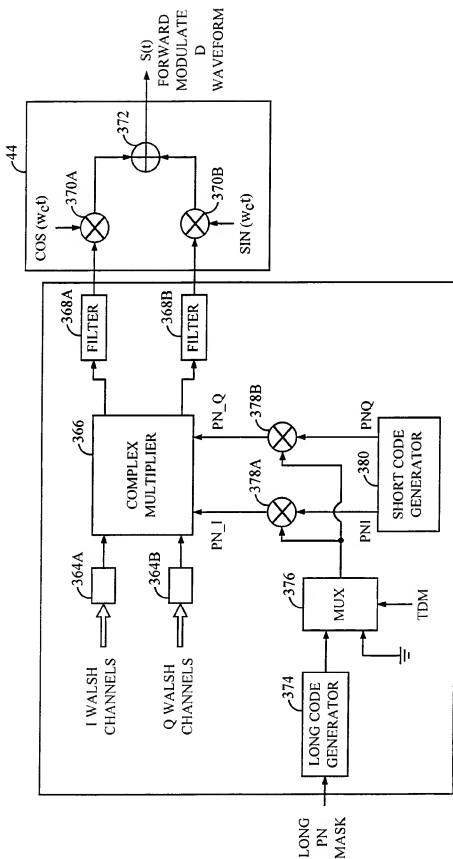 I WALSH
CHANNELS
364A
Q WALSH
CHANNELS
364B
366
COMPLEX
MULTIPLIER
368A
FILTER
368B
FILTER
44
COS (wct)
370A
372
370B
SIN (wct)
S(t)
FORWARD
MODULATE
D
WAVEFORM
PN_I
PN_Q
378A
378B
LONG
PN
MASK
374
LONG CODE
GENERATOR
376
MUX
TDM
PNI
PNQ
380
SHORT CODE
GENERATOR